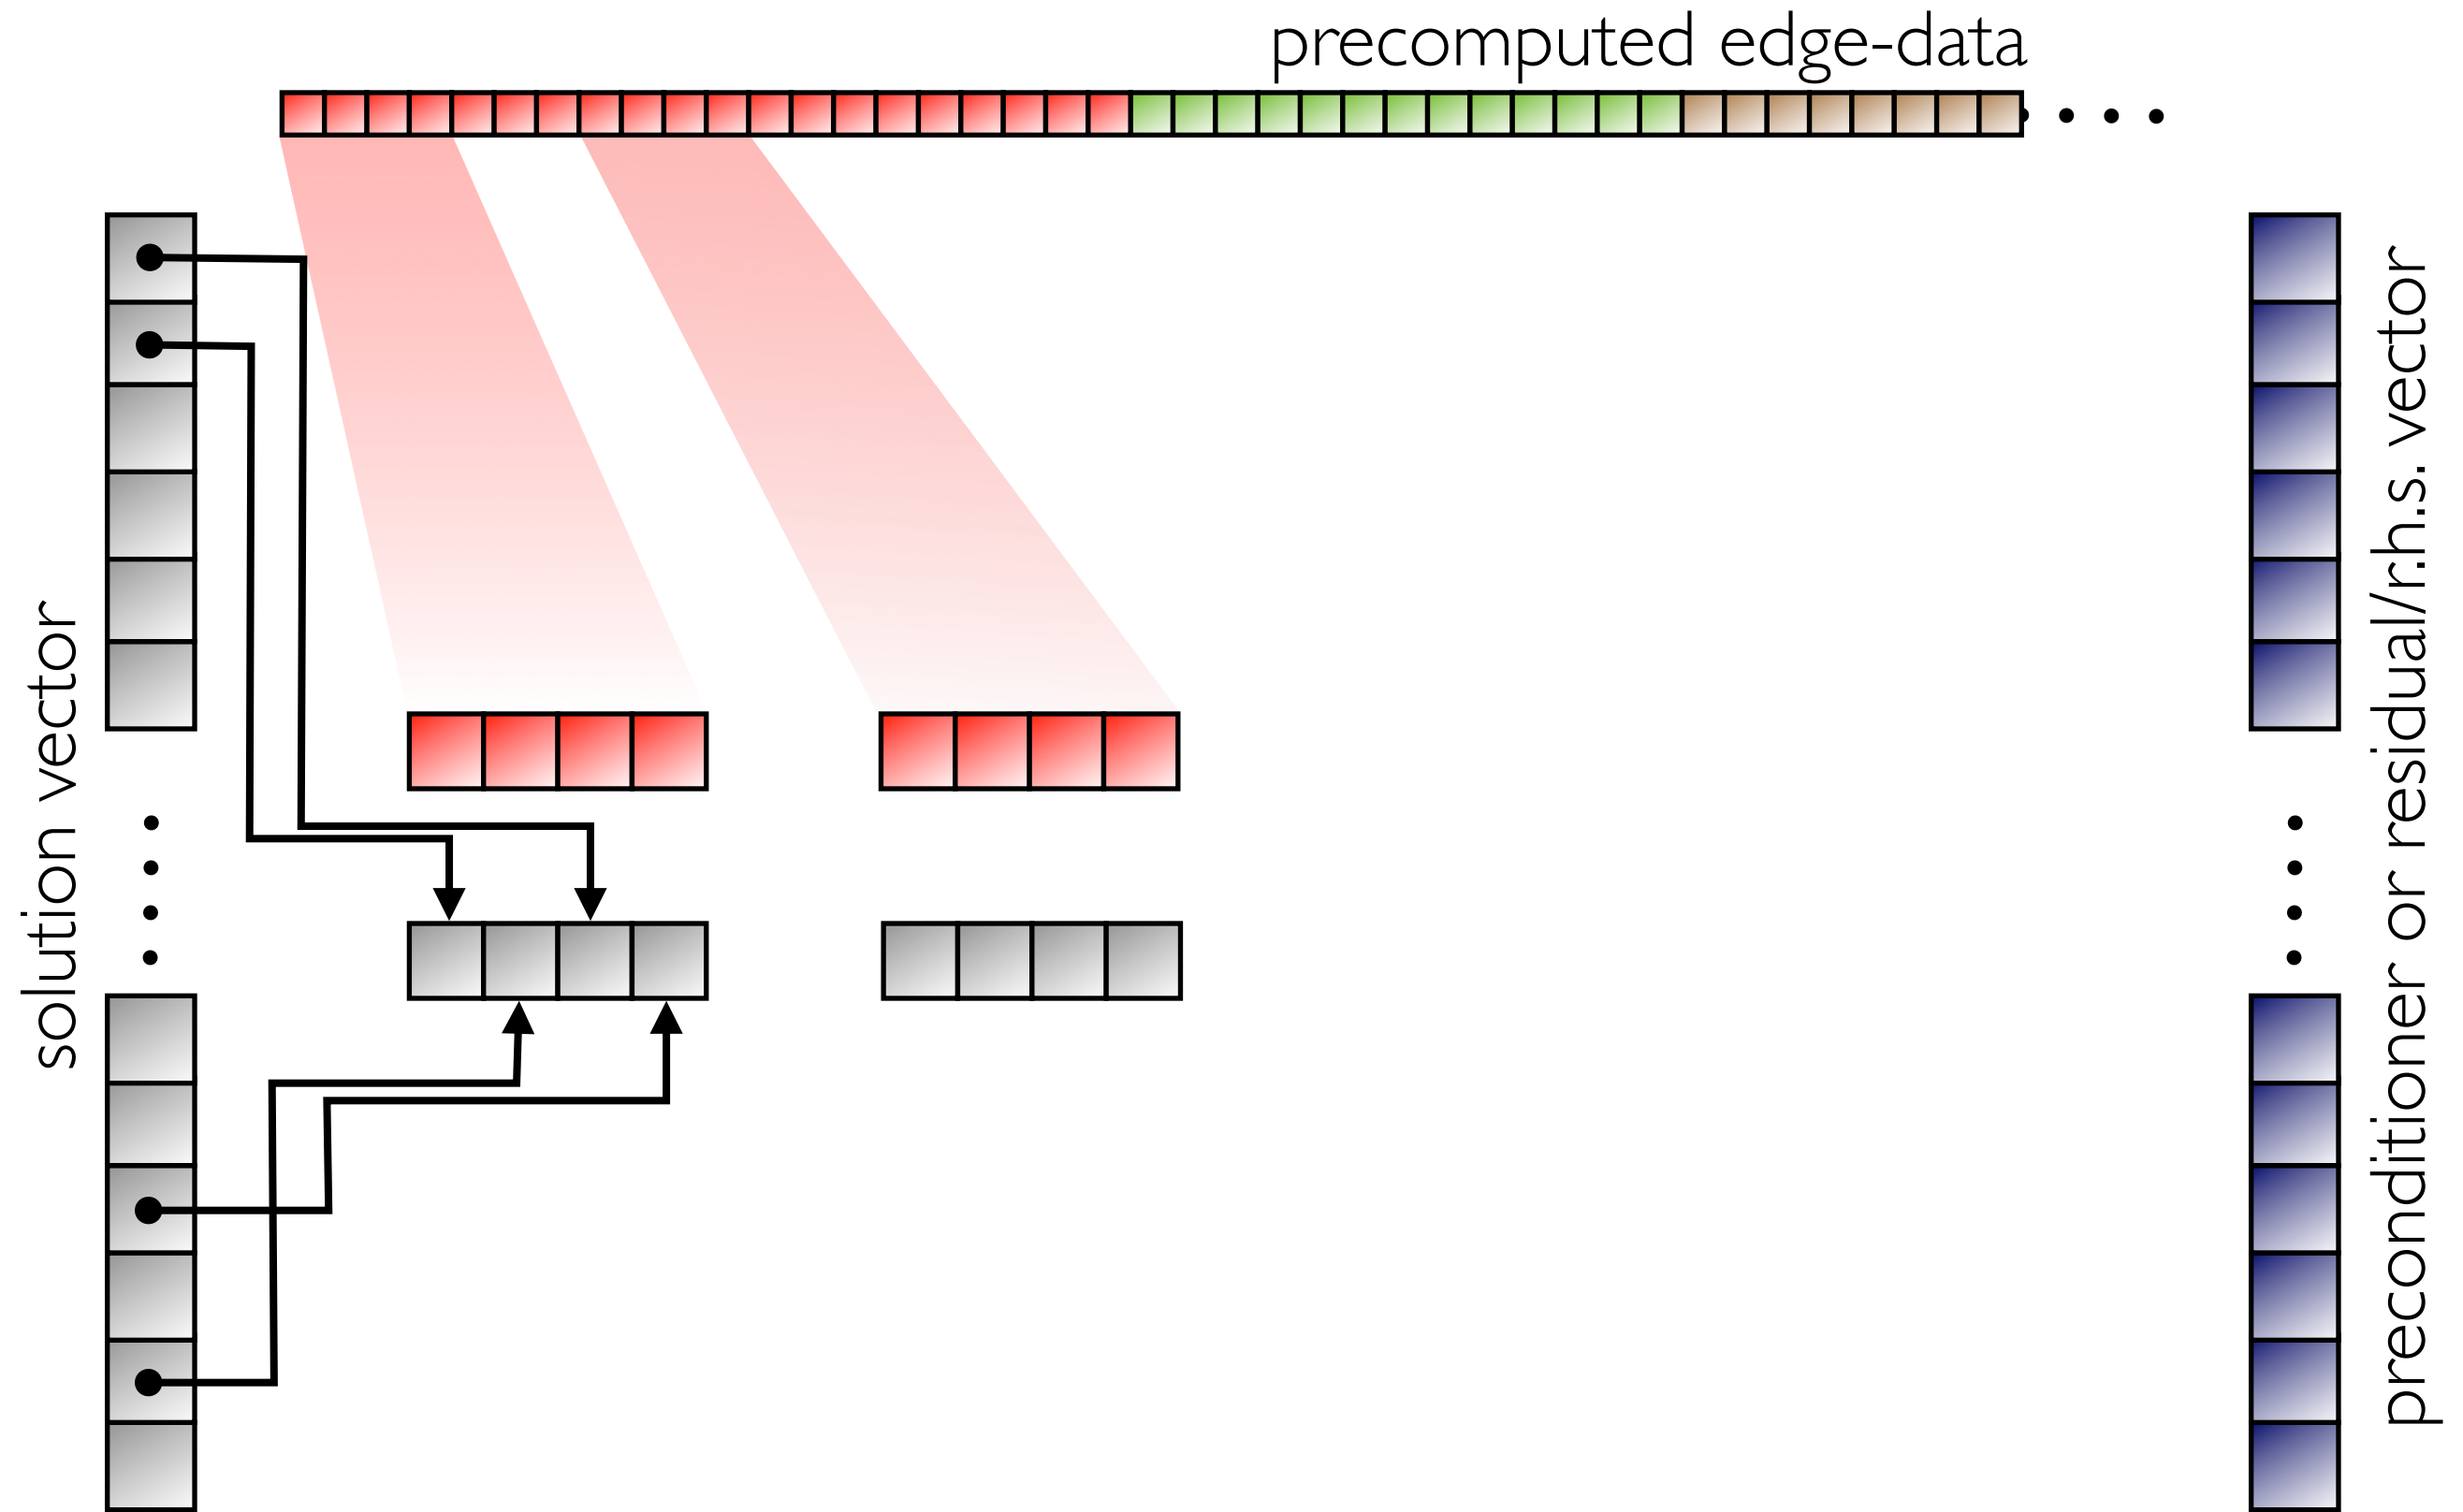 precomputed edge-data
solution vector
preconditioner or residual/r.h.s. vector